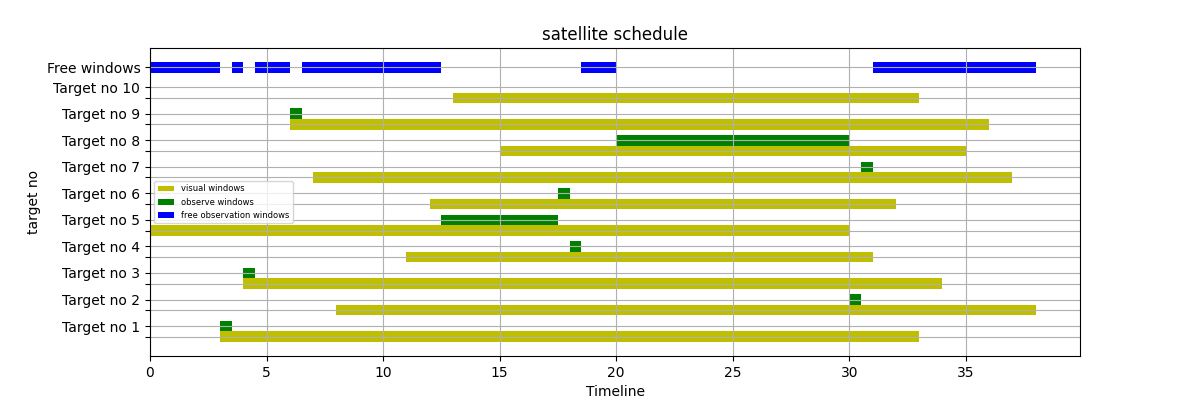 satellite schedule
Free windows
Target no 10
Target no 9
Target no 8
Target no 7
Target no 6
Target no 5
Target no 4
Target no 3
Target no 2
Target no 1
target no
visual windows
observe windows
free observation windows
0 5 10 15 20 25 30 35
Timeline